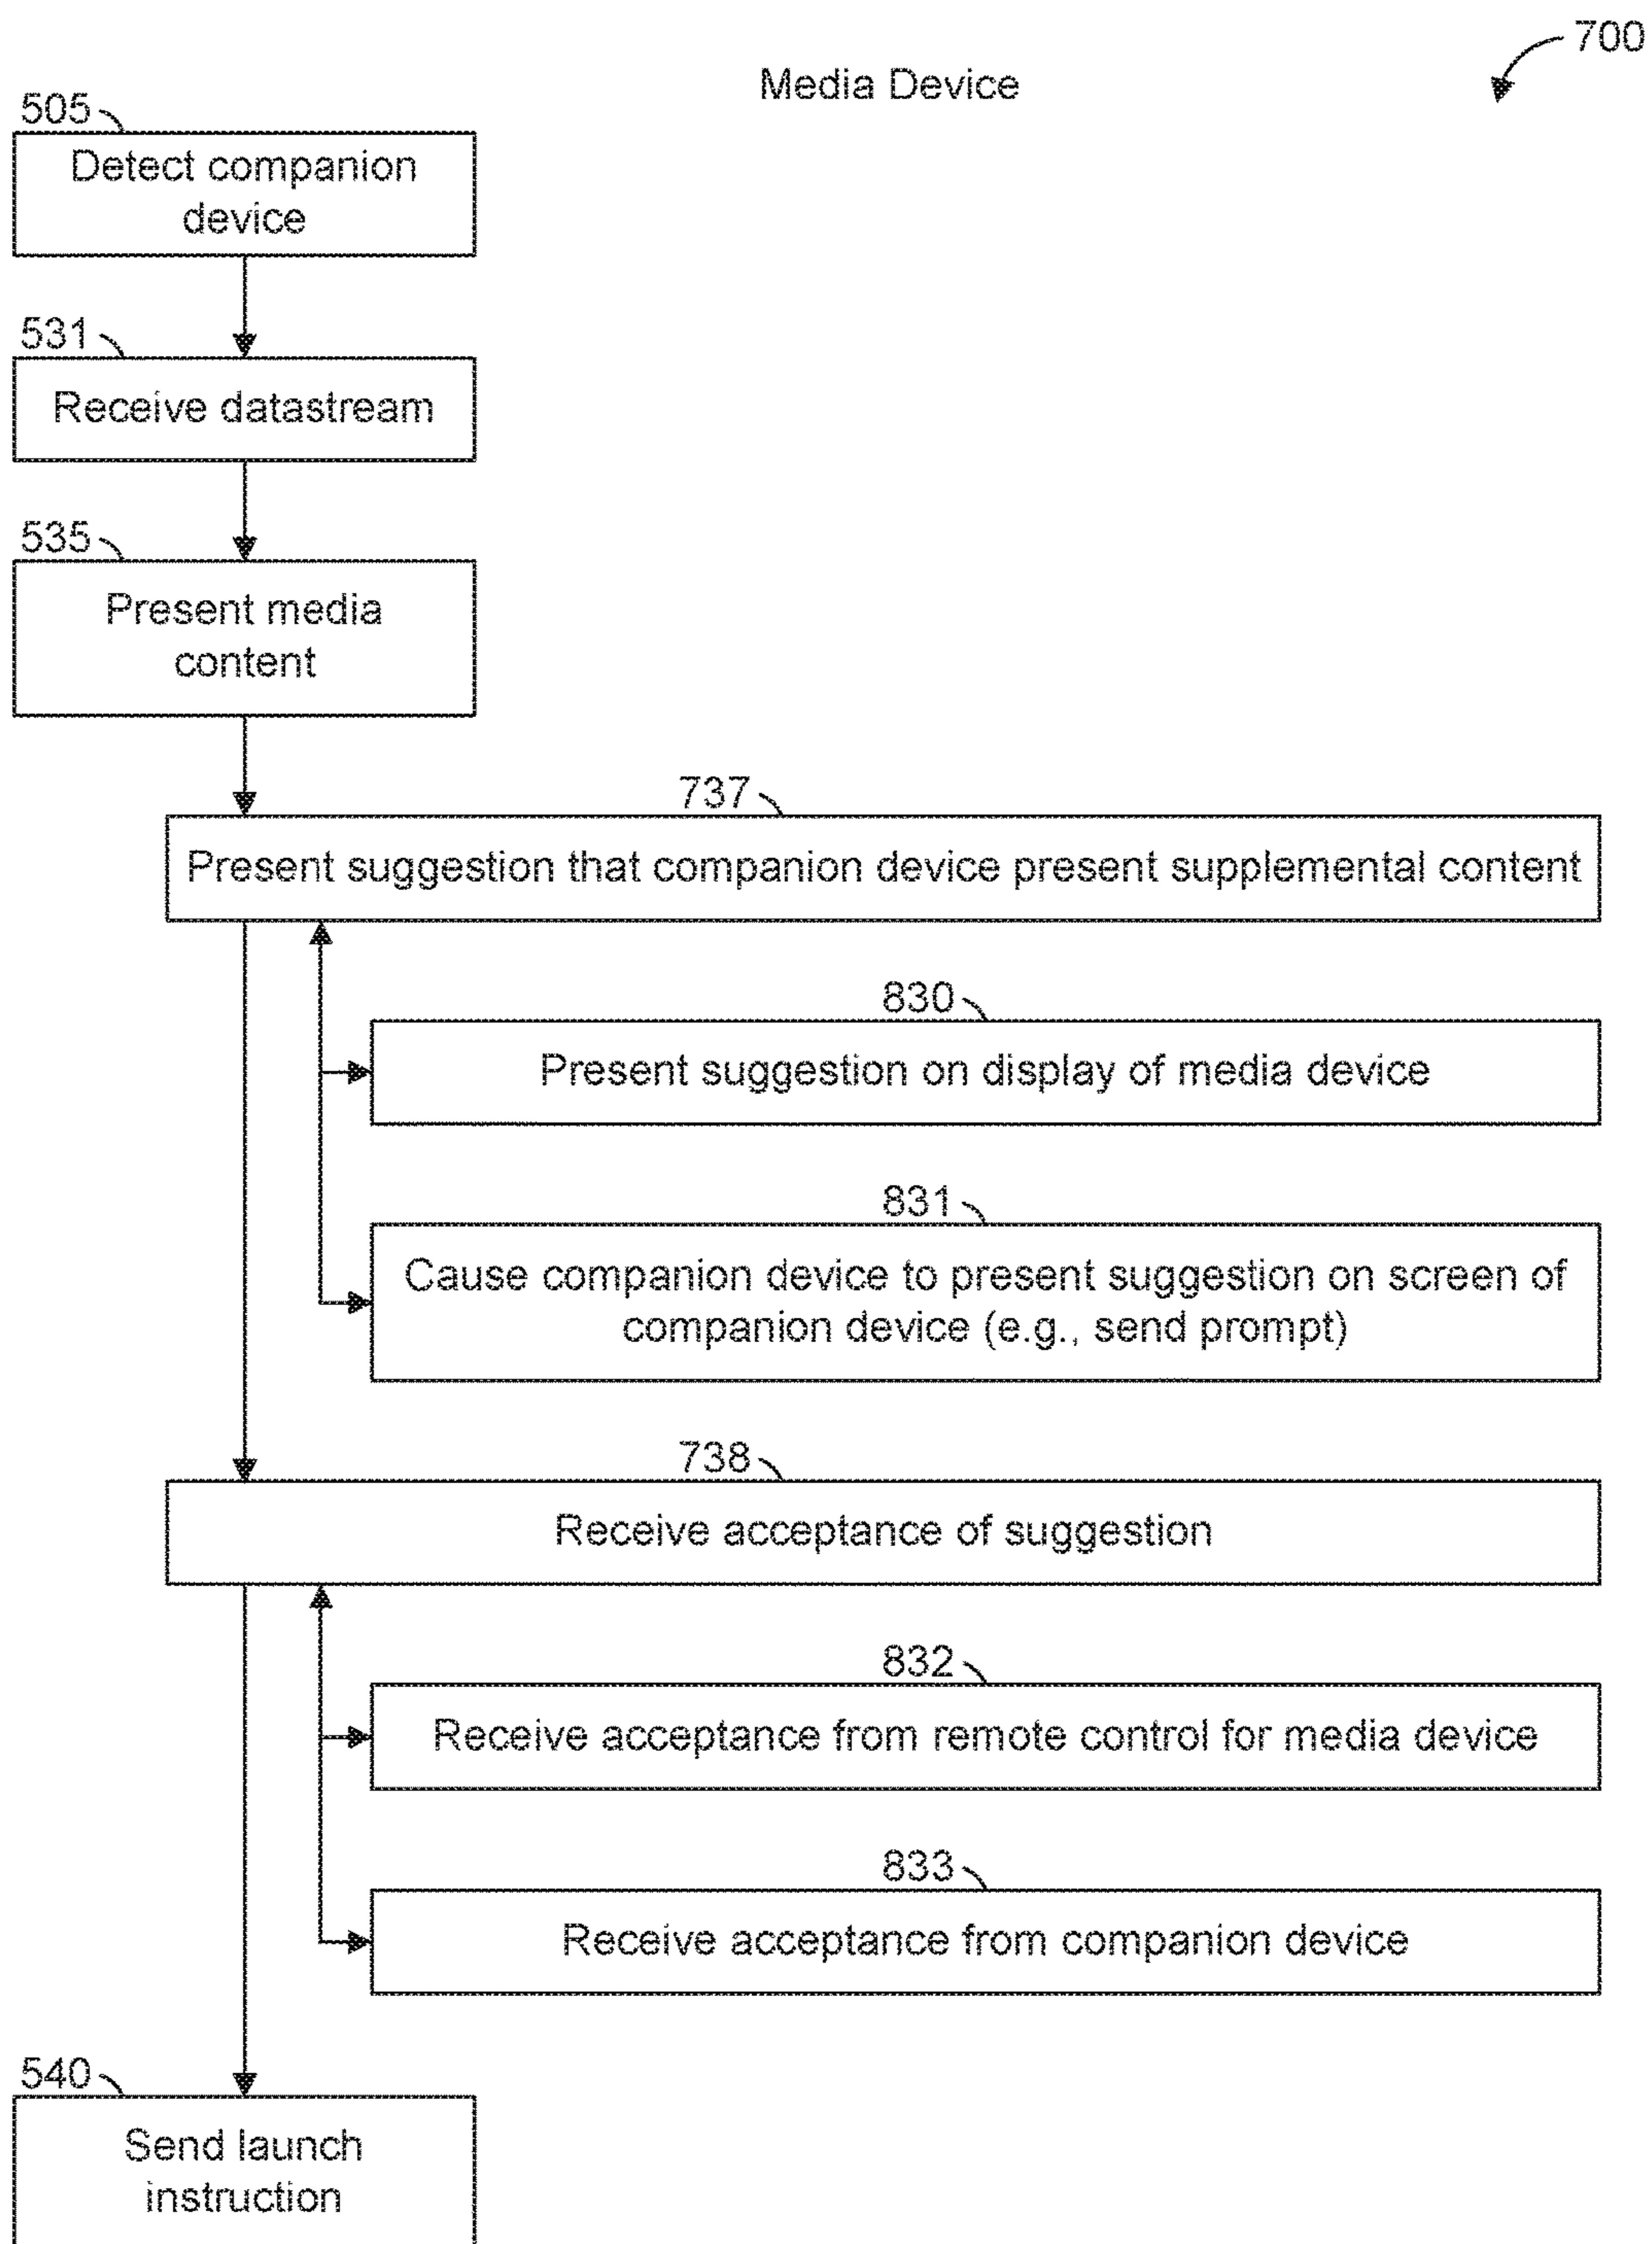 700
Media Device
505
Detect companion
device
531
Receive datastream
535
Present media
content
737
Present suggestion that companion device present supplemental content
830
Present suggestion on display of media device
831
Cause companion device to present suggestion on screen of
companion device (e.g., send prompt)
738
Receive acceptance of suggestion
832
Receive acceptance from remote control for media device
833
Receive acceptance from companion device
540
Send launch
instruction